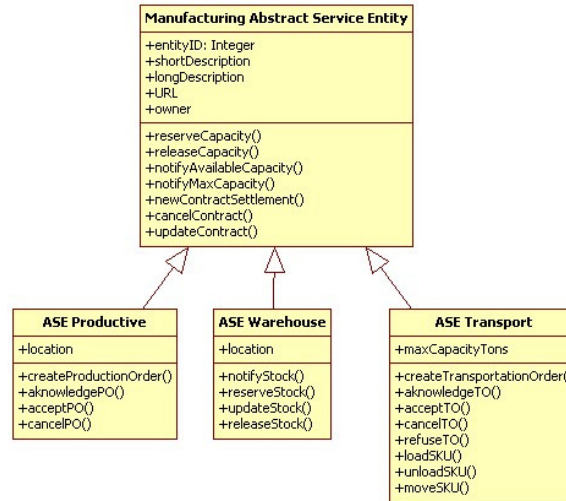 Manufacturing Abstract Service Entity
+entityID: Integer
+shortDescription
+longDescription
+URL
+owner
+reserveCapacity()
+releaseCapacity()
+notifyAvailableCapacity()
+notifyMaxCapacity()
+newContractSettlement()
+cancelContract()
+updateContract()
ASE Productive
+location
+createProductionOrder()
+aknowledgePO()
+acceptPO()
+cancelPO()
ASE Warehouse
+location
+notifyStock()
+reserveStock()
+updateStock()
+releaseStock()
ASE Transport
+maxCapacityTons
+createTransportationOrder()
+aknowledgeTO()
+acceptTO()
+cancelTO()
+refuseTO()
+loadSKU()
+unloadSKU()
+moveSKU()